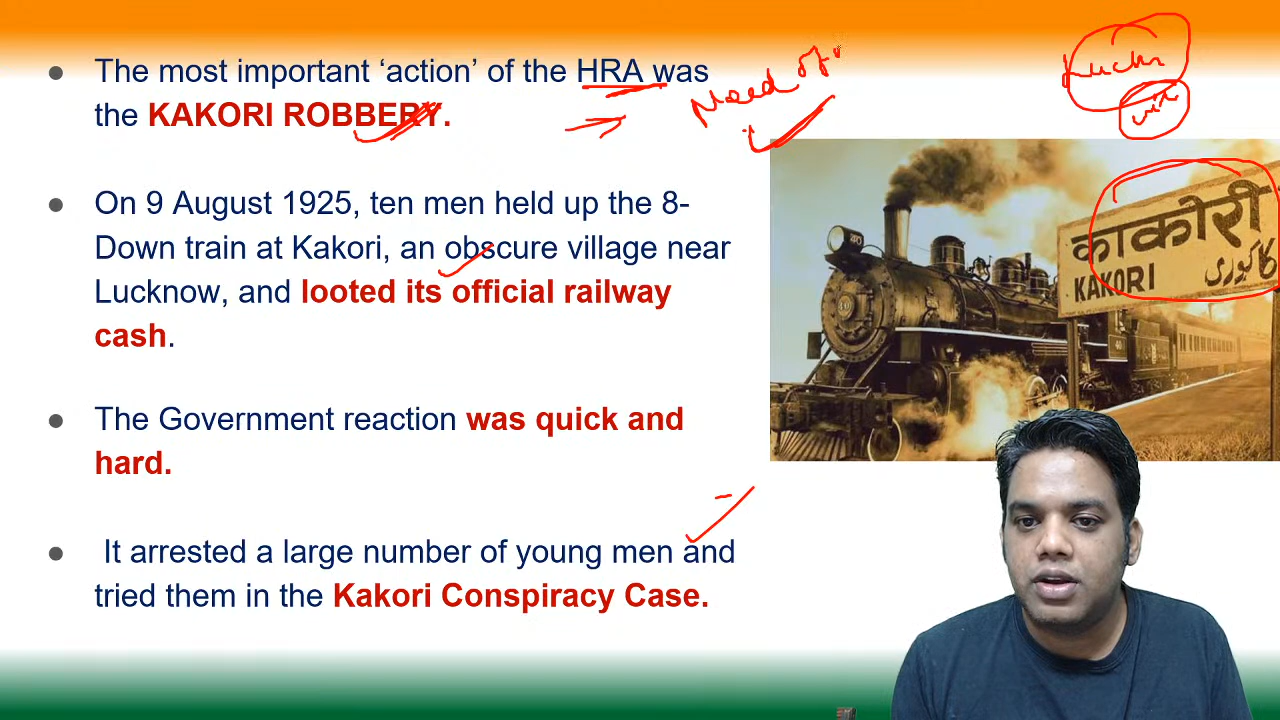 The most important ‘action’ of the HRA was
the KAKORI ROBBERY.
Need of
On 9 August 1925, ten men held up the 8-
Down train at Kakori, an obscure village near
Lucknow, and looted its official railway
cash.
The Government reaction was quick and
hard.
It arrested a large number of young men and
tried them in the Kakori Conspiracy Case.
काकोरी
KAKORI
کاکوری